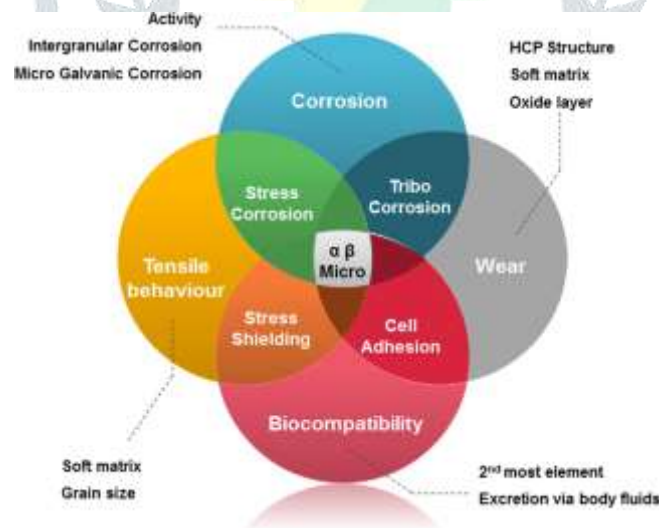 Activity
Intergranular Corrosion
Micro Galvanic Corrosion
HCP Structure
Soft matrix
Oxide layer
Corrosion
Stress
Corrosion
Tribo
Corrosion
α β
Micro
Tensile
behaviour
Wear
Stress
Shielding
Cell
Adhesion
Biocompatibility
Soft matrix
Grain size
2nd most element
Excretion via body fluids